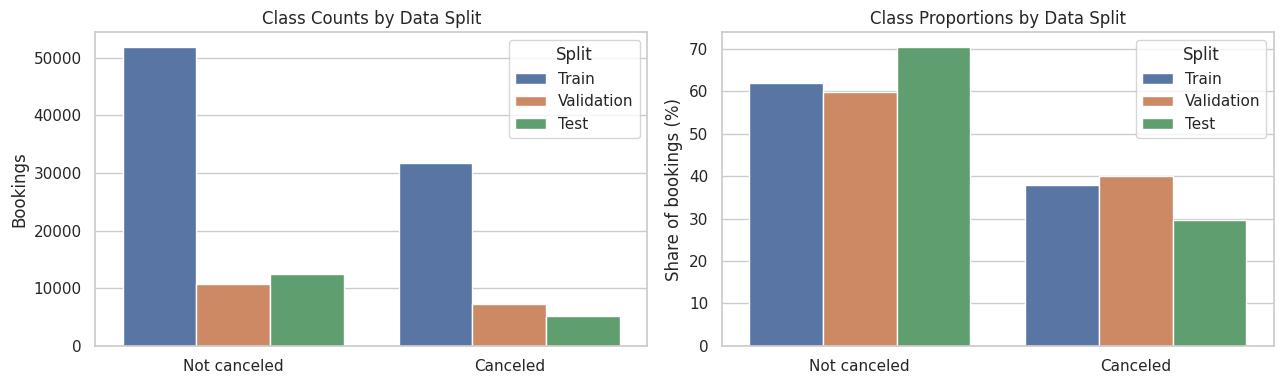 Class Counts by Data Split
Bookings
50000
40000
30000
20000
10000
0
Not canceled
Canceled
Split
Train
Validation
Test
Class Proportions by Data Split
Share of bookings (%)
70
60
50
40
30
20
10
0
Not canceled
Canceled
Split
Train
Validation
Test